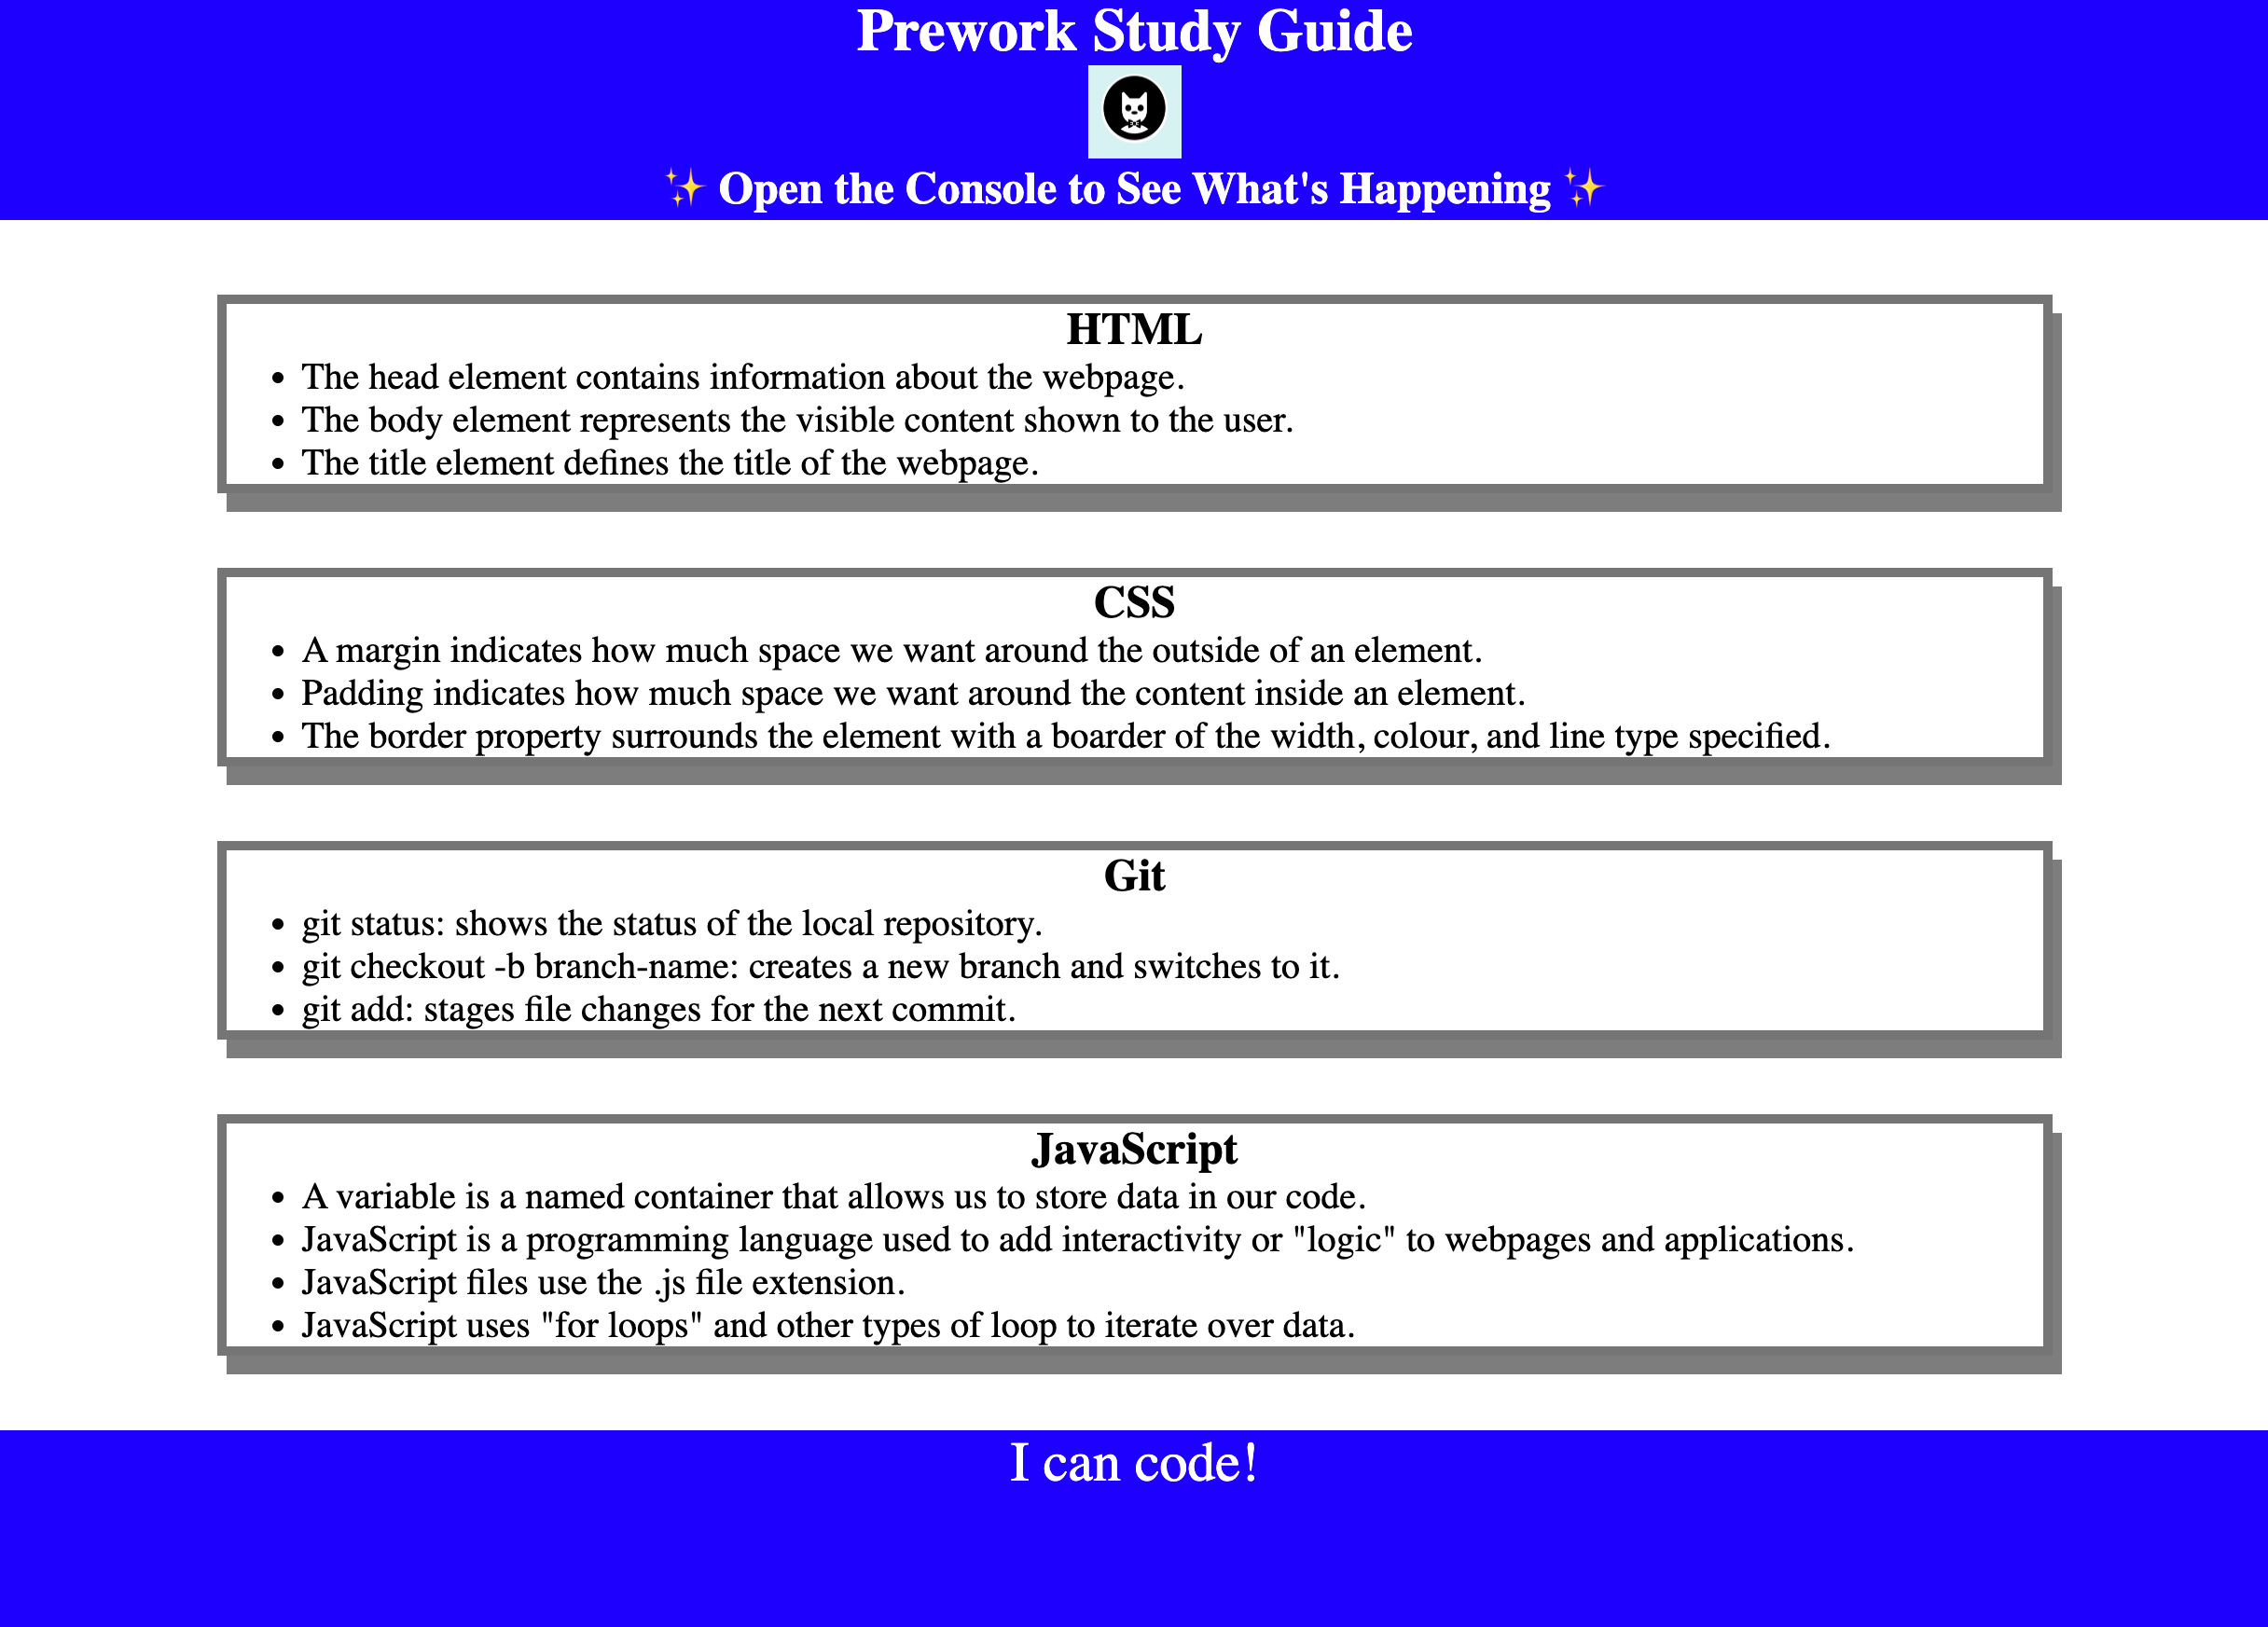 Prework Study Guide
✨ Open the Console to See What's Happening ✨
HTML
• The head element contains information about the webpage.
• The body element represents the visible content shown to the user.
• The title element defines the title of the webpage.
CSS
• A margin indicates how much space we want around the outside of an element.
• Padding indicates how much space we want around the content inside an element.
• The border property surrounds the element with a boarder of the width, colour, and line type specified.
Git
• git status: shows the status of the local repository.
• git checkout -b branch-name: creates a new branch and switches to it.
• git add: stages file changes for the next commit.
JavaScript
• A variable is a named container that allows us to store data in our code.
• JavaScript is a programming language used to add interactivity or "logic" to webpages and applications.
• JavaScript files use the .js file extension.
• JavaScript uses "for loops" and other types of loop to iterate over data.
I can code!